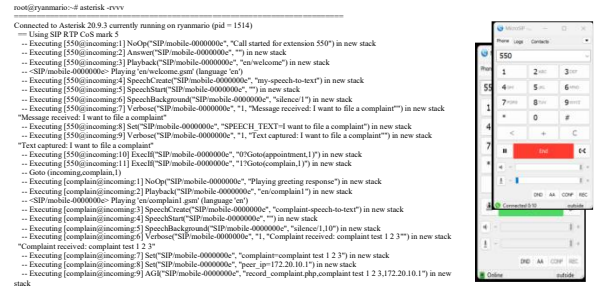 root@ryanmario:~# asterisk -rvvv
Connected to Asterisk 20.9.3 currently running on ryanmario (pid = 1514)
== Using SIP RTP CoS mark 5
-- Executing [550@incoming:1] NoOp("SIP/mobile-0000000e", "Call started for extension 550") in new stack
-- Executing [550@incoming:2] Answer("SIP/mobile-0000000e", "") in new stack
-- Executing [550@incoming:3] Playback("SIP/mobile-0000000e", "en/welcome") in new stack
-- <SIP/mobile-0000000e> Playing 'en/welcome.gsm' (language 'en')
-- Executing [550@incoming:4] SpeechCreate("SIP/mobile-0000000e", "my-speech-to-text") in new stack
-- Executing [550@incoming:5] SpeechStart("SIP/mobile-0000000e", "") in new stack
-- Executing [550@incoming:6] SpeechBackground("SIP/mobile-0000000e", "silence/1") in new stack
-- Executing [550@incoming:7] Verbose("SIP/mobile-0000000e", "1, "Message received: I want to file a complaint"") in new stack
"Message received: I want to file a complaint"
-- Executing [550@incoming:8] Set("SIP/mobile-0000000e", "SPEECH_TEXT=I want to file a complaint") in new stack
-- Executing [550@incoming:9] Verbose("SIP/mobile-0000000e", "1, "Text captured: I want to file a complaint"") in new stack
"Text captured: I want to file a complaint"
-- Executing [550@incoming:10] ExecIf("SIP/mobile-0000000e", "0?Goto(appointment,1)") in new stack
-- Executing [550@incoming:11] ExecIf("SIP/mobile-0000000e", "1?Goto(complain,1)") in new stack
-- Goto (incoming,complain,1)
-- Executing [complain@incoming:1] NoOp("SIP/mobile-0000000e", "Playing greeting response") in new stack
-- Executing [complain@incoming:2] Playback("SIP/mobile-0000000e", "en/complain1") in new stack
-- <SIP/mobile-0000000e> Playing 'en/complain1.gsm' (language 'en')
-- Executing [complain@incoming:3] SpeechCreate("SIP/mobile-0000000e", "complaint-speech-to-text") in new stack
-- Executing [complain@incoming:4] SpeechStart("SIP/mobile-0000000e", "") in new stack
-- Executing [complain@incoming:5] SpeechBackground("SIP/mobile-0000000e", "silence/1,10") in new stack
-- Executing [complain@incoming:6] Verbose("SIP/mobile-0000000e", "1, "Complaint received: complaint test 1 2 3"") in new stack
"Complaint received: complaint test 1 2 3"
-- Executing [complain@incoming:7] Set("SIP/mobile-0000000e", "complaint=complaint test 1 2 3") in new stack
-- Executing [complain@incoming:8] Set("SIP/mobile-0000000e", "peer_ip=172.20.10.1") in new stack
-- Executing [complain@incoming:9] AGI("SIP/mobile-0000000e", "record_complaint.php,complaint test 1 2 3,172.20.10.1") in new
stack
MicroSIP
Phone Logs Contacts
550
1 2 3
4 5 6
7 8 9
* 0 #
< + C
END
DND AA CONF REC
Connected 0:10 outside
DND AA CONF REC
Online outside